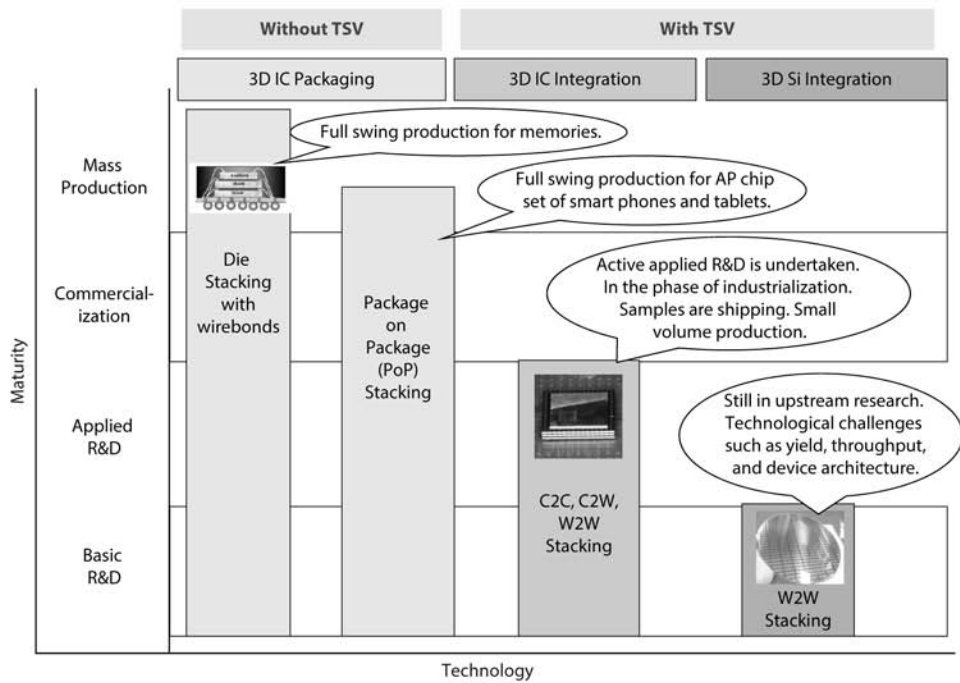 Without TSV
With TSV
3D IC Packaging
3D IC Integration
3D Si Integration
Mass
Production
Full swing production for memories.
Full swing production for AP chip
set of smart phones and tablets.
Commercial-
ization
Die
Stacking
with
wirebonds
Package
on
Package
(PoP)
Stacking
Active applied R&D is undertaken.
In the phase of industrialization.
Samples are shipping. Small
volume production.
Maturity
Applied
R&D
Still in upstream research.
Technological challenges
such as yield, throughput,
and device architecture.
C2C, C2W,
W2W
Stacking
Basic
R&D
W2W
Stacking
Technology